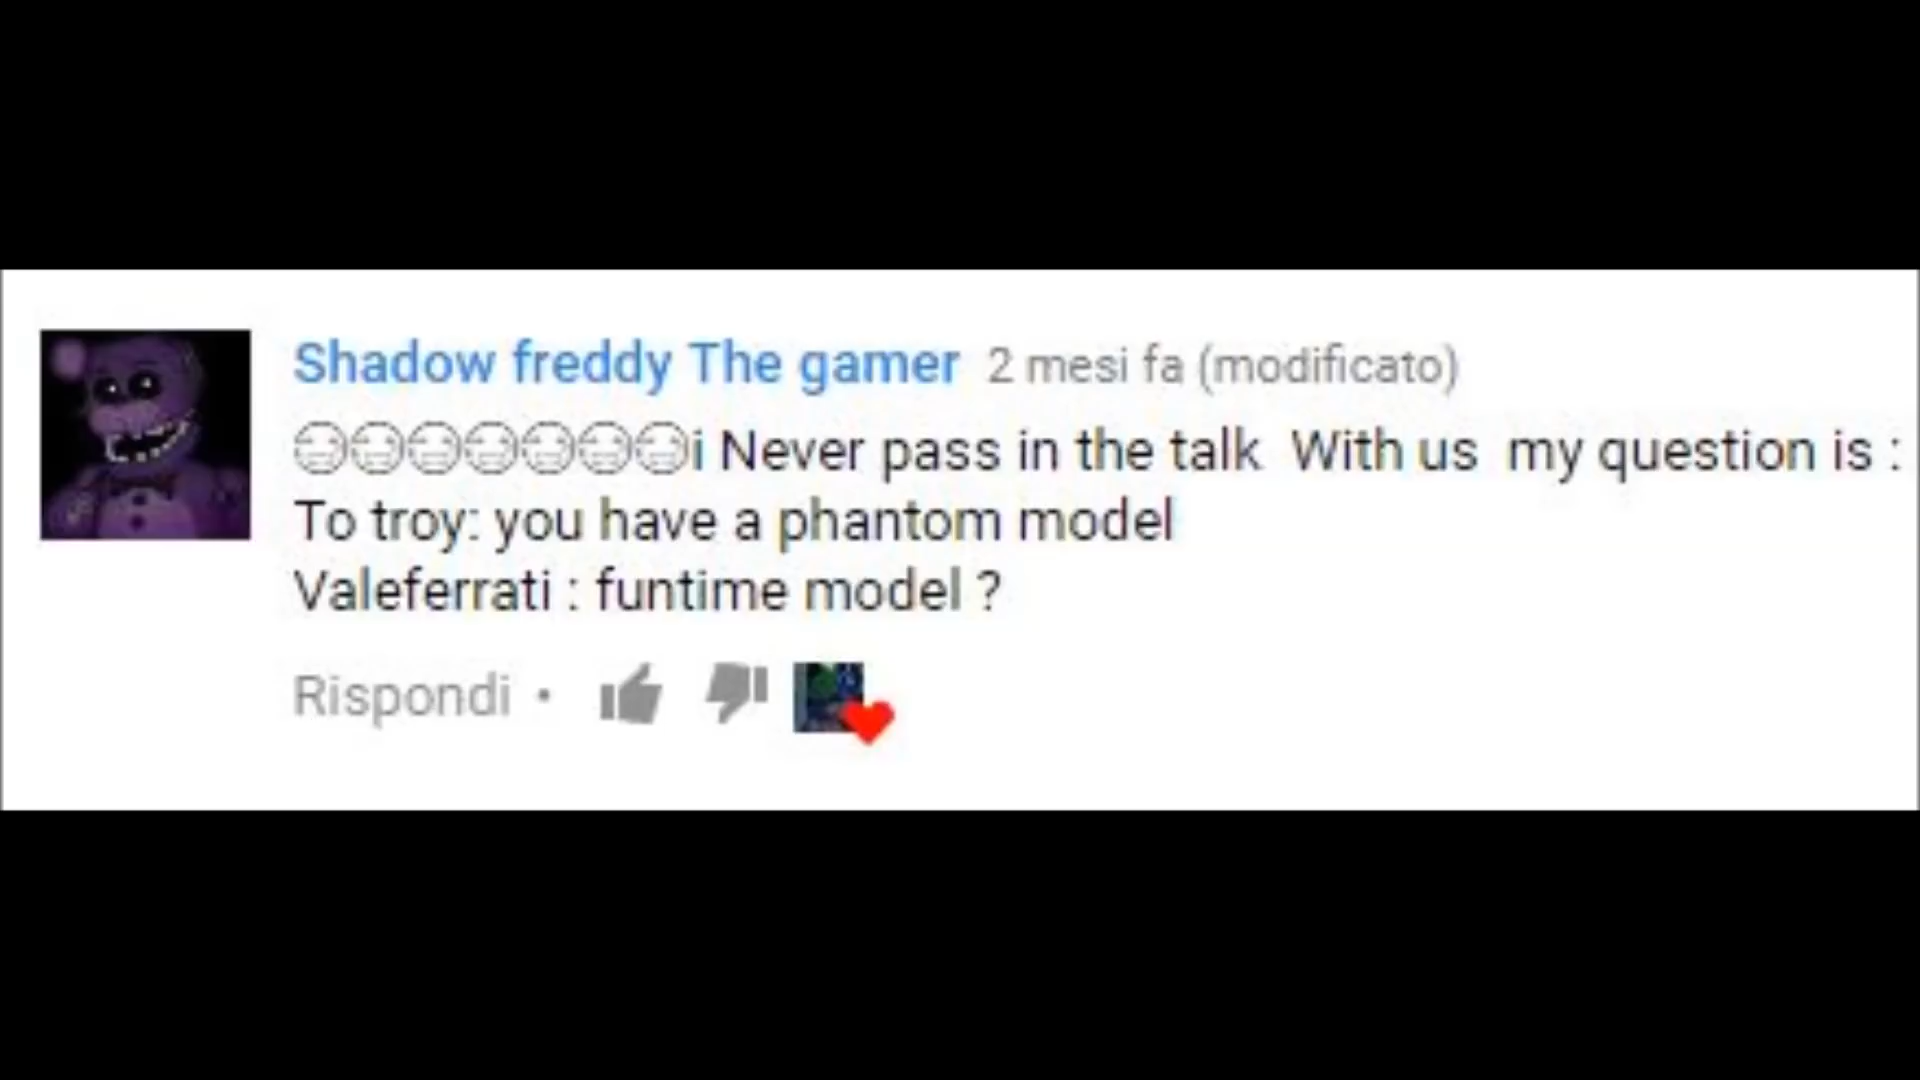 Shadow freddy The gamer 2 mesi fa (modificato)
😑😑😑😑😑😑😑i Never pass in the talk With us my question is :
To troy: you have a phantom model
Valeferrati : funtime model ?
Rispondi •